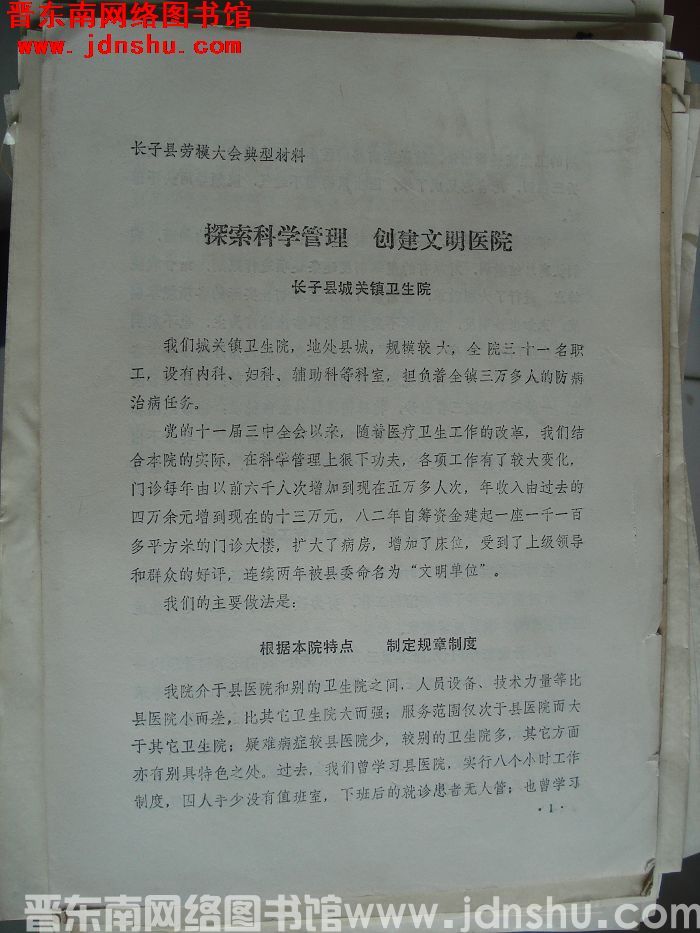 晋东南网络图书馆
www.jdnshu.com
长子县劳模大会典型材料
探索科学管理 创建文明医院
长子县城关镇卫生院
我们城关镇卫生院，地处县城，规模较大，全院三十一名职
工，设有内科、妇科、辅助科等科室，担负着全镇三万多人的防病
治病任务。
党的十一届三中全会以来，随着医疗卫生工作的改革，我们结
合本院的实际，在科学管理上狠下功夫，各项工作有了较大变化，
门诊每年由以前六千人次增加到现在五万多人次，年收入由过去的
四万余元增到现在的十三万元，八二年自筹资金建起一座一千一百
多平方米的门诊大楼，扩大了病房，增加了床位，受到了上级领导
和群众的好评，连续两年被县委命名为“文明单位”。
我们的主要做法是：
根据本院特点 制定规章制度
我院介于县医院和别的卫生院之间，人员设备、技术力量等比
县医院小而差，比其它卫生院大而强；服务范围仅次于县医院而大
于其它卫生院；疑难病症较县医院少，较别的卫生院多，其它方面
亦有别具特色之处。过去，我们曾学习县医院，实行八个小时工作
制度，因人手少没有值班室，下班后的就诊患者无人管；也曾学习
·1·
晋东南网络图书馆www.jdnshu.com